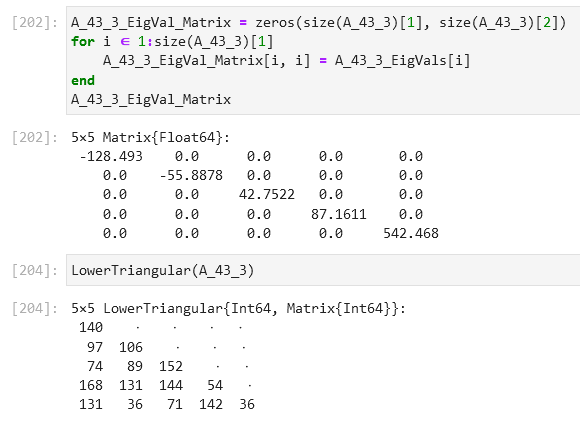 [202]: A_43_3_EigVal_Matrix = zeros(size(A_43_3)[1], size(A_43_3)[2])
for i ∈ 1:size(A_43_3)[1]
    A_43_3_EigVal_Matrix[i, i] = A_43_3_EigVals[i]
end
A_43_3_EigVal_Matrix
[202]: 5×5 Matrix{Float64}:
 -128.493    0.0      0.0      0.0      0.0
    0.0   -55.8878   0.0      0.0      0.0
    0.0     0.0     42.7522   0.0      0.0
    0.0     0.0      0.0     87.1611   0.0
    0.0     0.0      0.0      0.0    542.468
[204]: LowerTriangular(A_43_3)
[204]: 5×5 LowerTriangular{Int64, Matrix{Int64}}:
 140    ⋅    ⋅    ⋅   ⋅
  97  106    ⋅    ⋅   ⋅
  74   89  152    ⋅   ⋅
 168  131  144   54   ⋅
 131   36   71  142  36